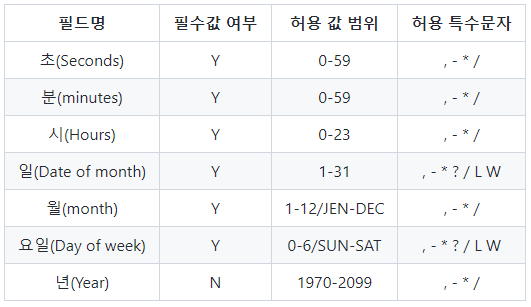 필드명 필수값 여부 허용 값 범위 허용 특수문자
초(Seconds) Y 0-59 , - * /
분(minutes) Y 0-59 , - * /
시(Hours) Y 0-23 , - * /
일(Date of month) Y 1-31 , - * ? / L W
월(month) Y 1-12/JEN-DEC , - * /
요일(Day of week) Y 0-6/SUN-SAT , - * ? / L W
년(Year) N 1970-2099 , - * /